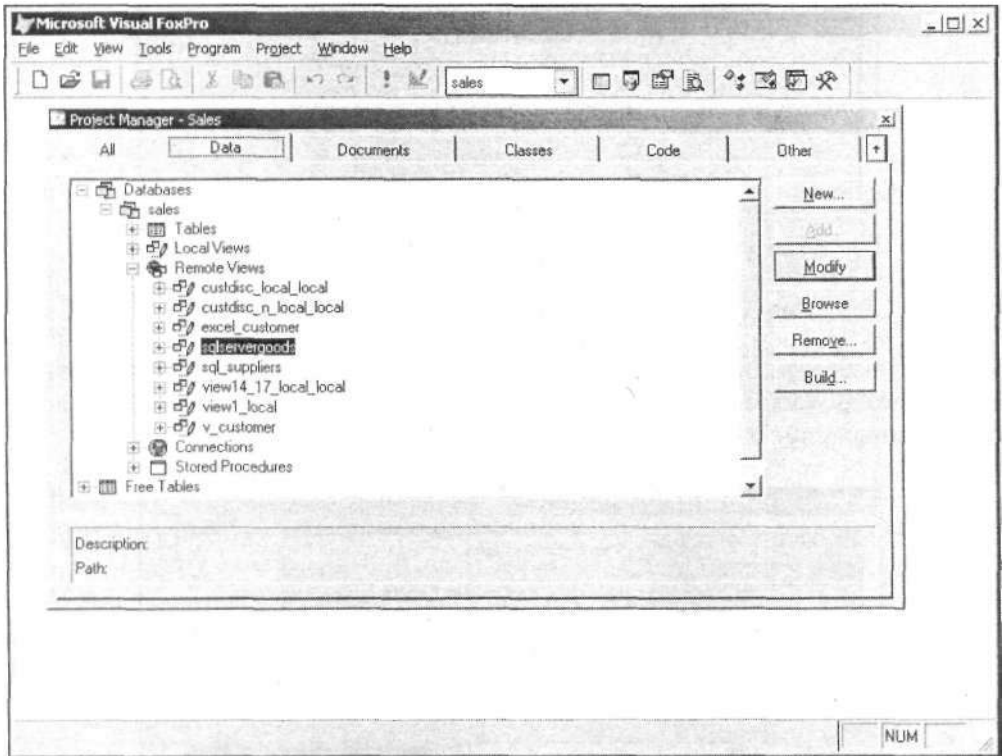 Microsoft Visual FoxPro
File Edit View Tools Program Project Window Help
sales
Project Manager - Sales
All Data Documents Classes Code Other
Databases
sales
Tables
Local Views
Remote Views
custdisc_local_local
custdisc_n_local_local
excel_customer
sqlservergoods
sql_suppliers
view14_17_local_local
view1_local
v_customer
Connections
Stored Procedures
Free Tables
New...
Add...
Modify
Browse
Remove...
Build...
Description:
Path:
NUM